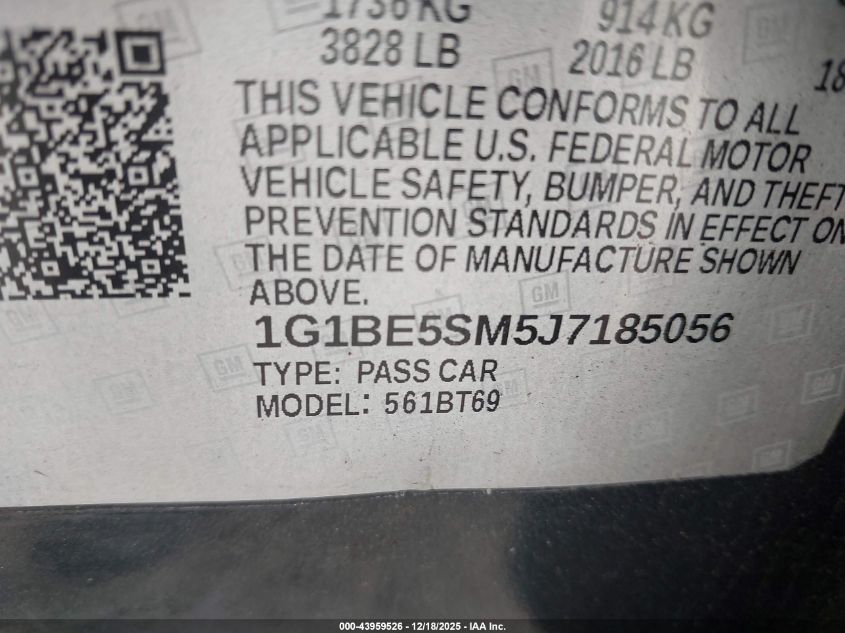 1736 KG 914 KG
3828 LB 2016 LB 18
THIS VEHICLE CONFORMS TO ALL
APPLICABLE U.S. FEDERAL MOTOR
VEHICLE SAFETY, BUMPER, AND THEFT
PREVENTION STANDARDS IN EFFECT ON
THE DATE OF MANUFACTURE SHOWN
ABOVE.
1G1BE5SM5J7185056
TYPE: PASS CAR
MODEL: 561BT69
000-43959526 - 12/18/2025 - IAA Inc.